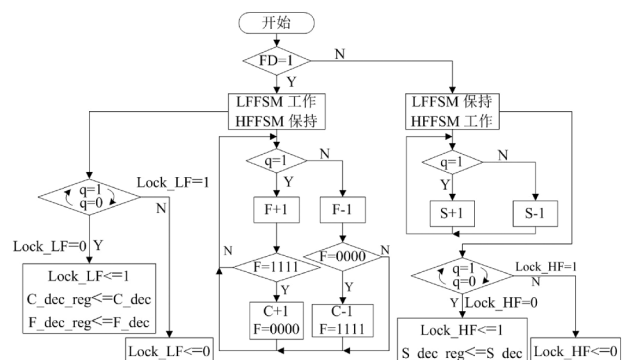 开始
FD=1
N
Y
LFFSM 工作
HFFSM 保持
LFFSM 保持
HFFSM 工作
q=1
N
Y
q=1
N
Y
q=1
q=0
Lock_LF=1
N
F+1
F-1
S+1
S-1
Lock_LF=0
Y
N
F=1111
F=0000
N
Y
Y
q=1
q=0
Lock_HF=1
N
Y
Lock_HF=0
Lock_LF<=1
C_dec_reg<=C_dec
F_dec_reg<=F_dec
C+1
F=0000
C-1
F=1111
Lock_HF<=1
S_dec_reg<=S_dec
Lock_LF<=0
Lock_HF<=0